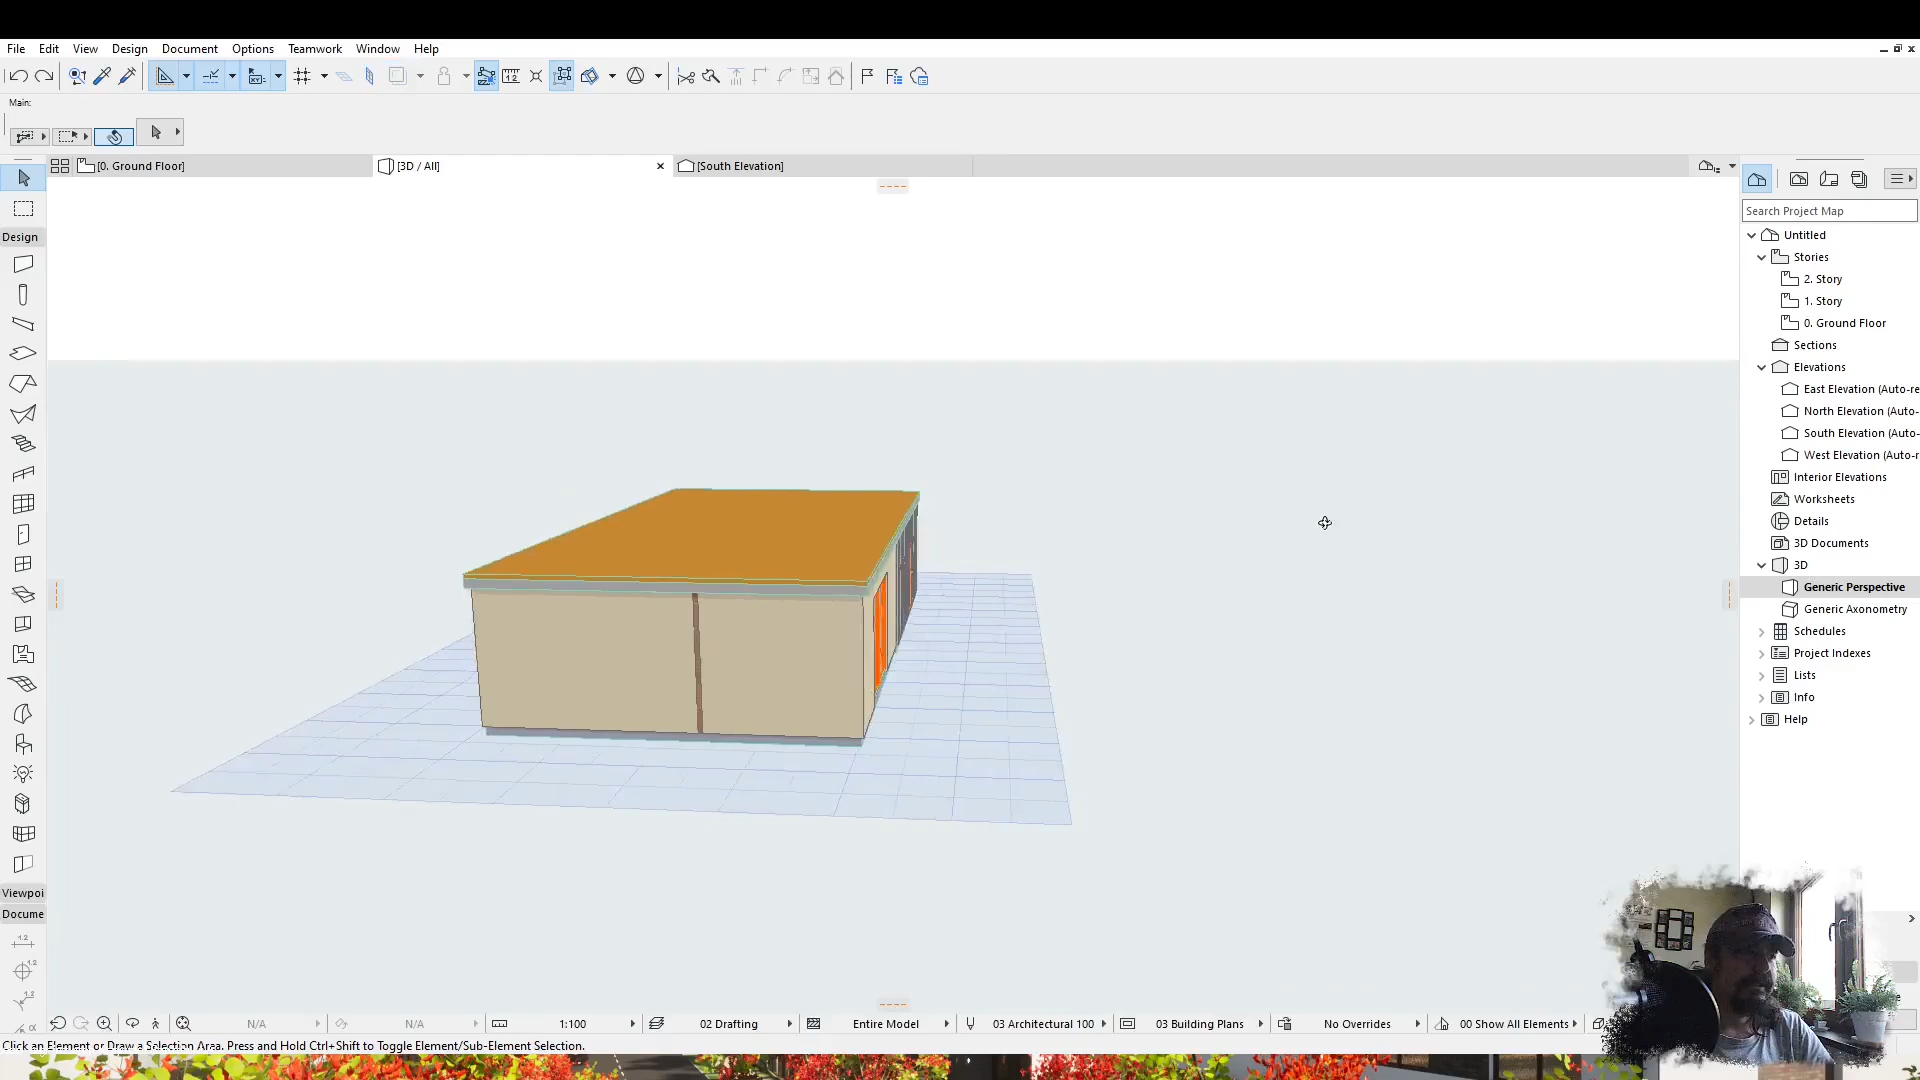 File Edit View Design Document Options Teamwork Window Help
Main:
[0. Ground Floor] [3D / All] [South Elevation]
Design
Viewpoi
Docume
Search Project Map
Untitled
Stories
2. Story
1. Story
0. Ground Floor
Sections
Elevations
East Elevation (Auto-re
North Elevation (Auto-
South Elevation (Auto-
West Elevation (Auto-r
Interior Elevations
Worksheets
Details
3D Documents
3D
Generic Perspective
Generic Axonometry
Schedules
Project Indexes
Lists
Info
Help
N/A N/A 1:100 02 Drafting Entire Model 03 Architectural 100 03 Building Plans No Overrides 00 Show All Elements
Click an Element or Draw a Selection Area. Press and Hold Ctrl+Shift to Toggle Element/Sub-Element Selection.